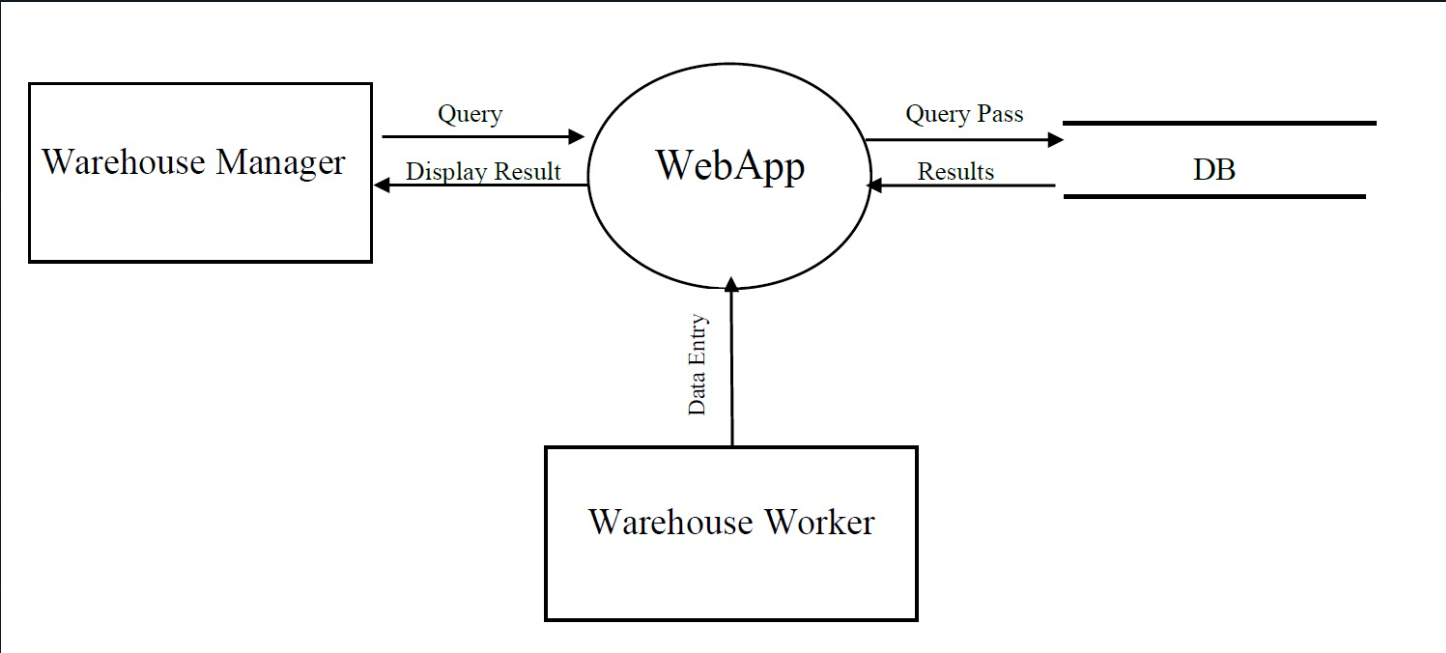 Query
Query Pass
Warehouse Manager
WebApp
DB
Display Result
Results
Data Entry
Warehouse Worker